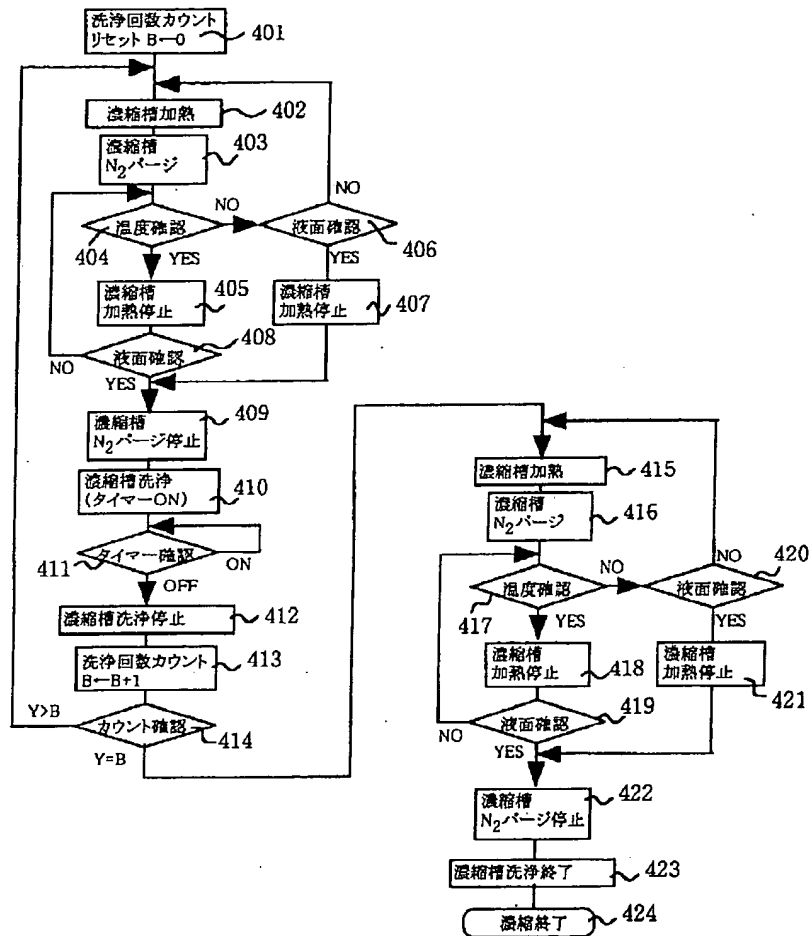 洗浄回数カウント
リセット B←0
401
濃縮槽加熱
402
濃縮槽
N2パージ
403
温度確認
404
NO
YES
液面確認
406
NO
YES
濃縮槽
加熱停止
405
濃縮槽
加熱停止
407
液面確認
408
NO
YES
濃縮槽
N2パージ停止
409
濃縮槽洗浄
(タイマーON)
410
タイマー確認
411
ON
OFF
濃縮槽洗浄停止
412
洗浄回数カウント
B←B+1
413
カウント確認
414
Y>B
Y=B
濃縮槽加熱
415
濃縮槽
N2パージ
416
温度確認
417
NO
YES
液面確認
420
NO
YES
濃縮槽
加熱停止
418
濃縮槽
加熱停止
421
液面確認
419
NO
YES
濃縮槽
N2パージ停止
422
濃縮槽洗浄終了
423
濃縮終了
424